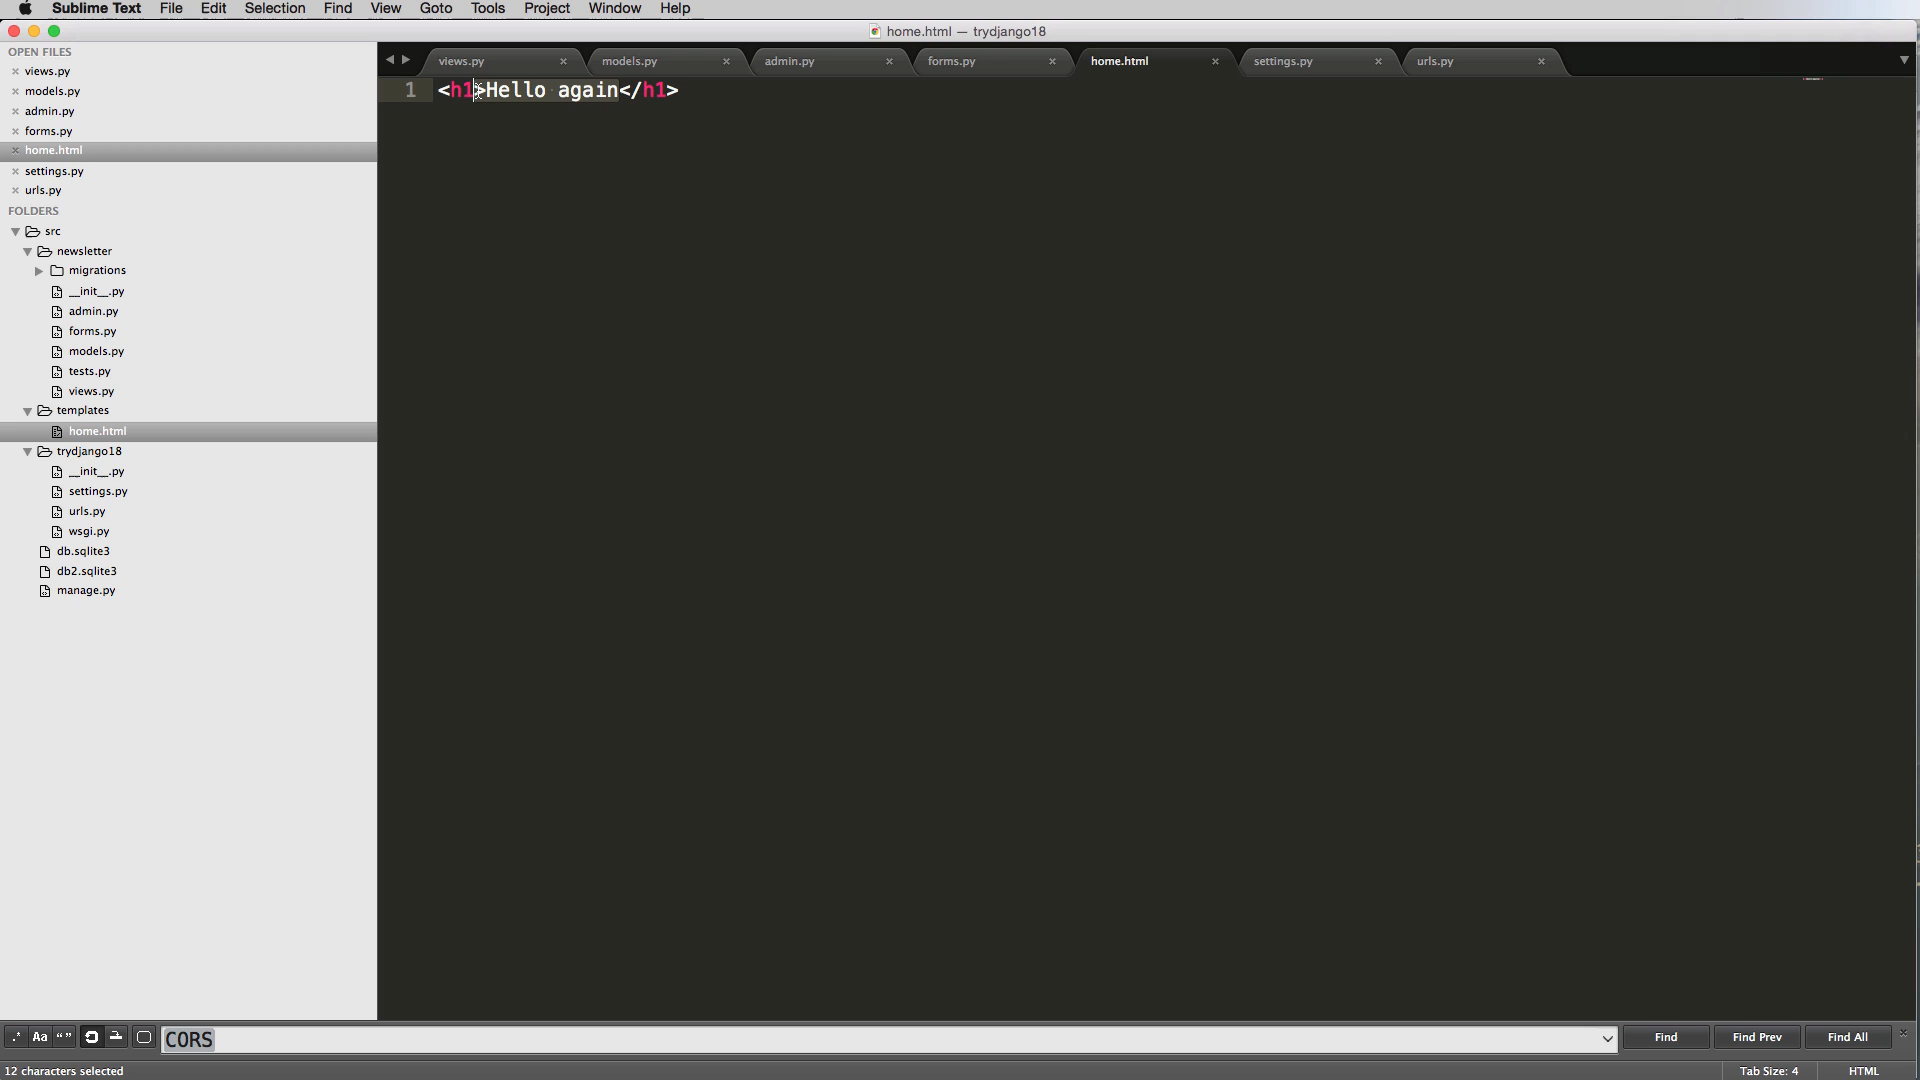 Sublime Text File Edit Selection Find View Goto Tools Project Window Help
home.html — trydjango18
OPEN FILES
views.py
models.py
admin.py
forms.py
home.html
settings.py
urls.py
FOLDERS
src
newsletter
migrations
__init__.py
admin.py
forms.py
models.py
tests.py
views.py
templates
home.html
trydjango18
__init__.py
settings.py
urls.py
wsgi.py
db.sqlite3
db2.sqlite3
manage.py
views.py models.py admin.py forms.py home.html settings.py urls.py
1 <h1>Hello again</h1>
.* Aa “ ” CORS Find Find Prev Find All
12 characters selected Tab Size: 4 HTML